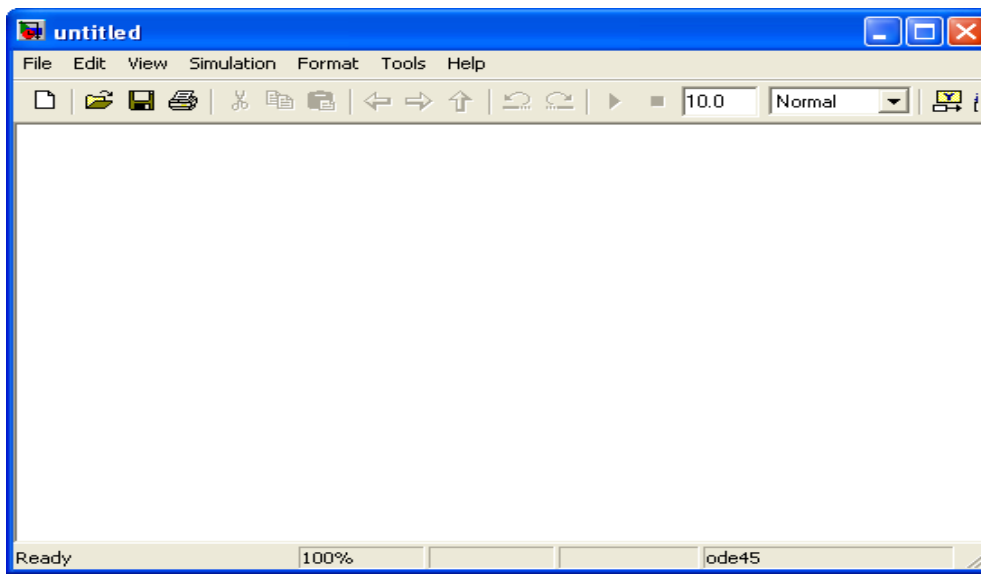 untitled
File Edit View Simulation Format Tools Help
10.0 Normal
Ready 100% ode45